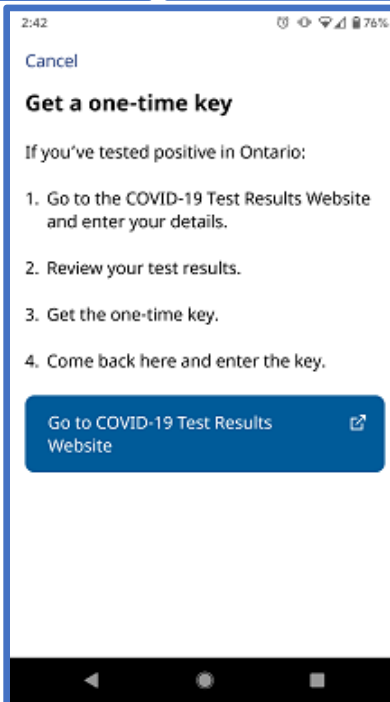 2:42
76%
Cancel
Get a one-time key
If you’ve tested positive in Ontario:
1. Go to the COVID-19 Test Results Website
and enter your details.
2. Review your test results.
3. Get the one-time key.
4. Come back here and enter the key.
Go to COVID-19 Test Results
Website